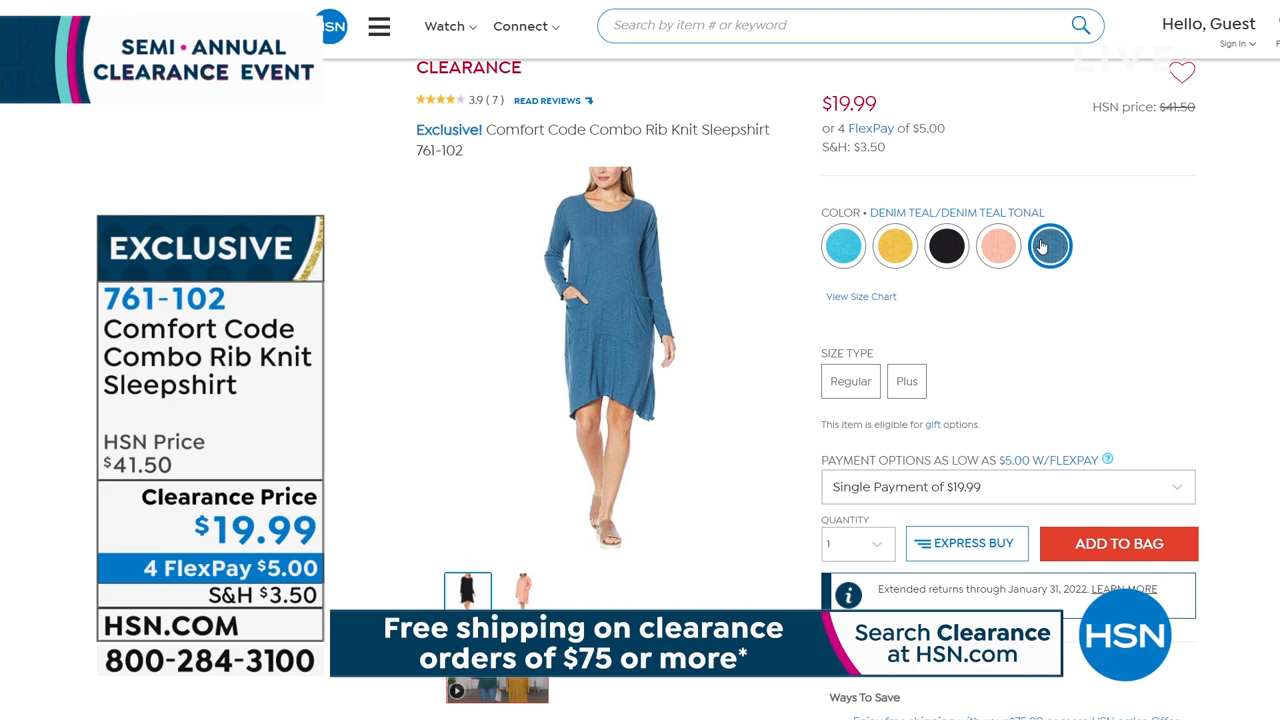 SEMI • ANNUAL
CLEARANCE EVENT
HSN
Watch
Connect
Search by item # or keyword
Hello, Guest
Sign In
LIVE
CLEARANCE
3.9 ( 7 ) READ REVIEWS
Exclusive! Comfort Code Combo Rib Knit Sleepshirt
761-102
$19.99
HSN price: $41.50
or 4 FlexPay of $5.00
S&H: $3.50
COLOR • DENIM TEAL/DENIM TEAL TONAL
View Size Chart
SIZE TYPE
Regular
Plus
This item is eligible for gift options.
PAYMENT OPTIONS AS LOW AS $5.00 W/FLEXPAY ?
Single Payment of $19.99
QUANTITY
1
EXPRESS BUY
ADD TO BAG
i
Extended returns through January 31, 2022. LEARN MORE
EXCLUSIVE
761-102
Comfort Code
Combo Rib Knit
Sleepshirt
HSN Price
$41.50
Clearance Price
$19.99
4 FlexPay $5.00
S&H $3.50
HSN.COM
800-284-3100
Free shipping on clearance
orders of $75 or more*
Search Clearance
at HSN.com
HSN
Ways To Save